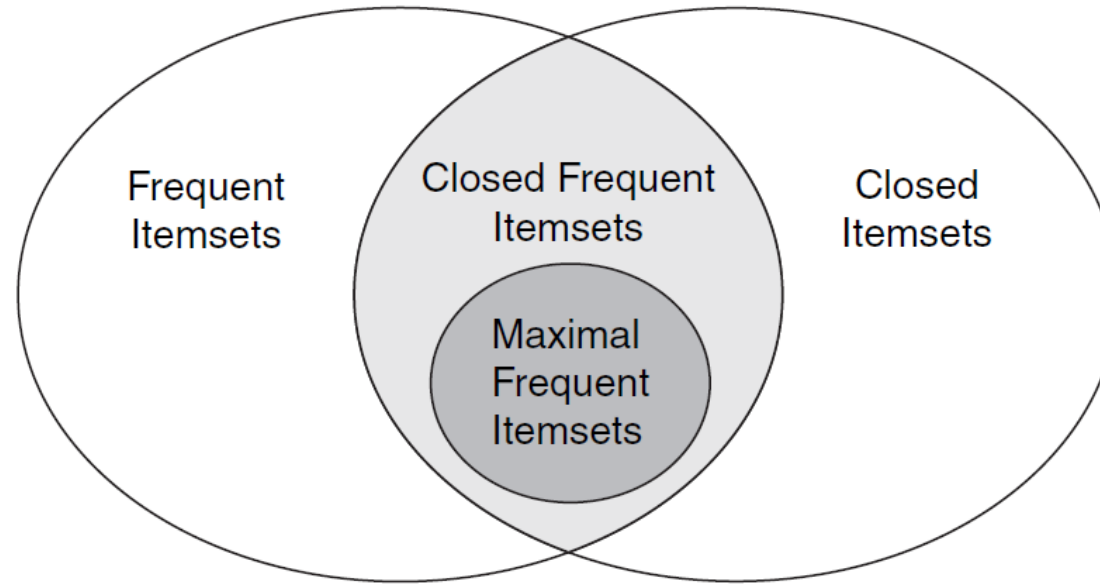 Frequent
Itemsets
Closed Frequent
Itemsets
Closed
Itemsets
Maximal
Frequent
Itemsets